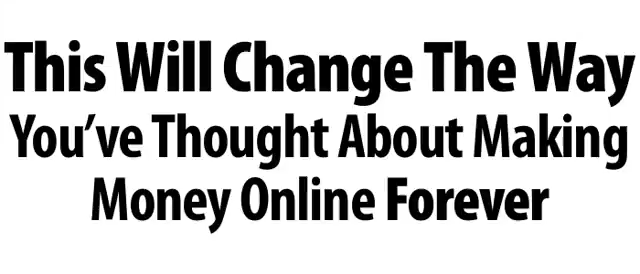 This Will Change The Way
You’ve Thought About Making
Money Online Forever